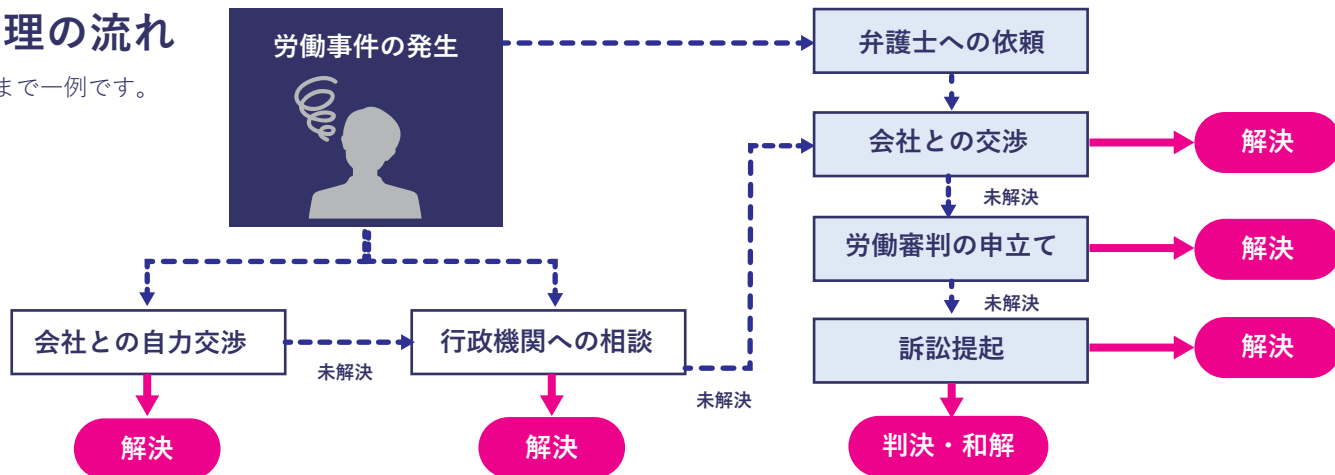 理の流れ
まで一例です。
労働事件の発生
弁護士への依頼
会社との交渉
解決
未解決
労働審判の申立て
解決
未解決
会社との自力交渉
未解決
行政機関への相談
未解決
訴訟提起
解決
解決
解決
判決・和解